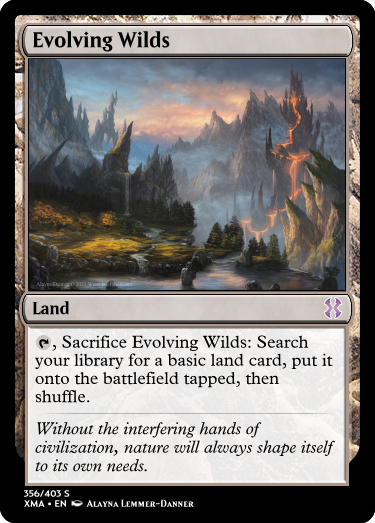 Evolving Wilds
Land
, Sacrifice Evolving Wilds: Search
your library for a basic land card, put it
onto the battlefield tapped, then
shuffle.
Without the interfering hands of
civilization, nature will always shape itself
to its own needs.
356/403 S
XMA • EN Alayna Lemmer-Danner